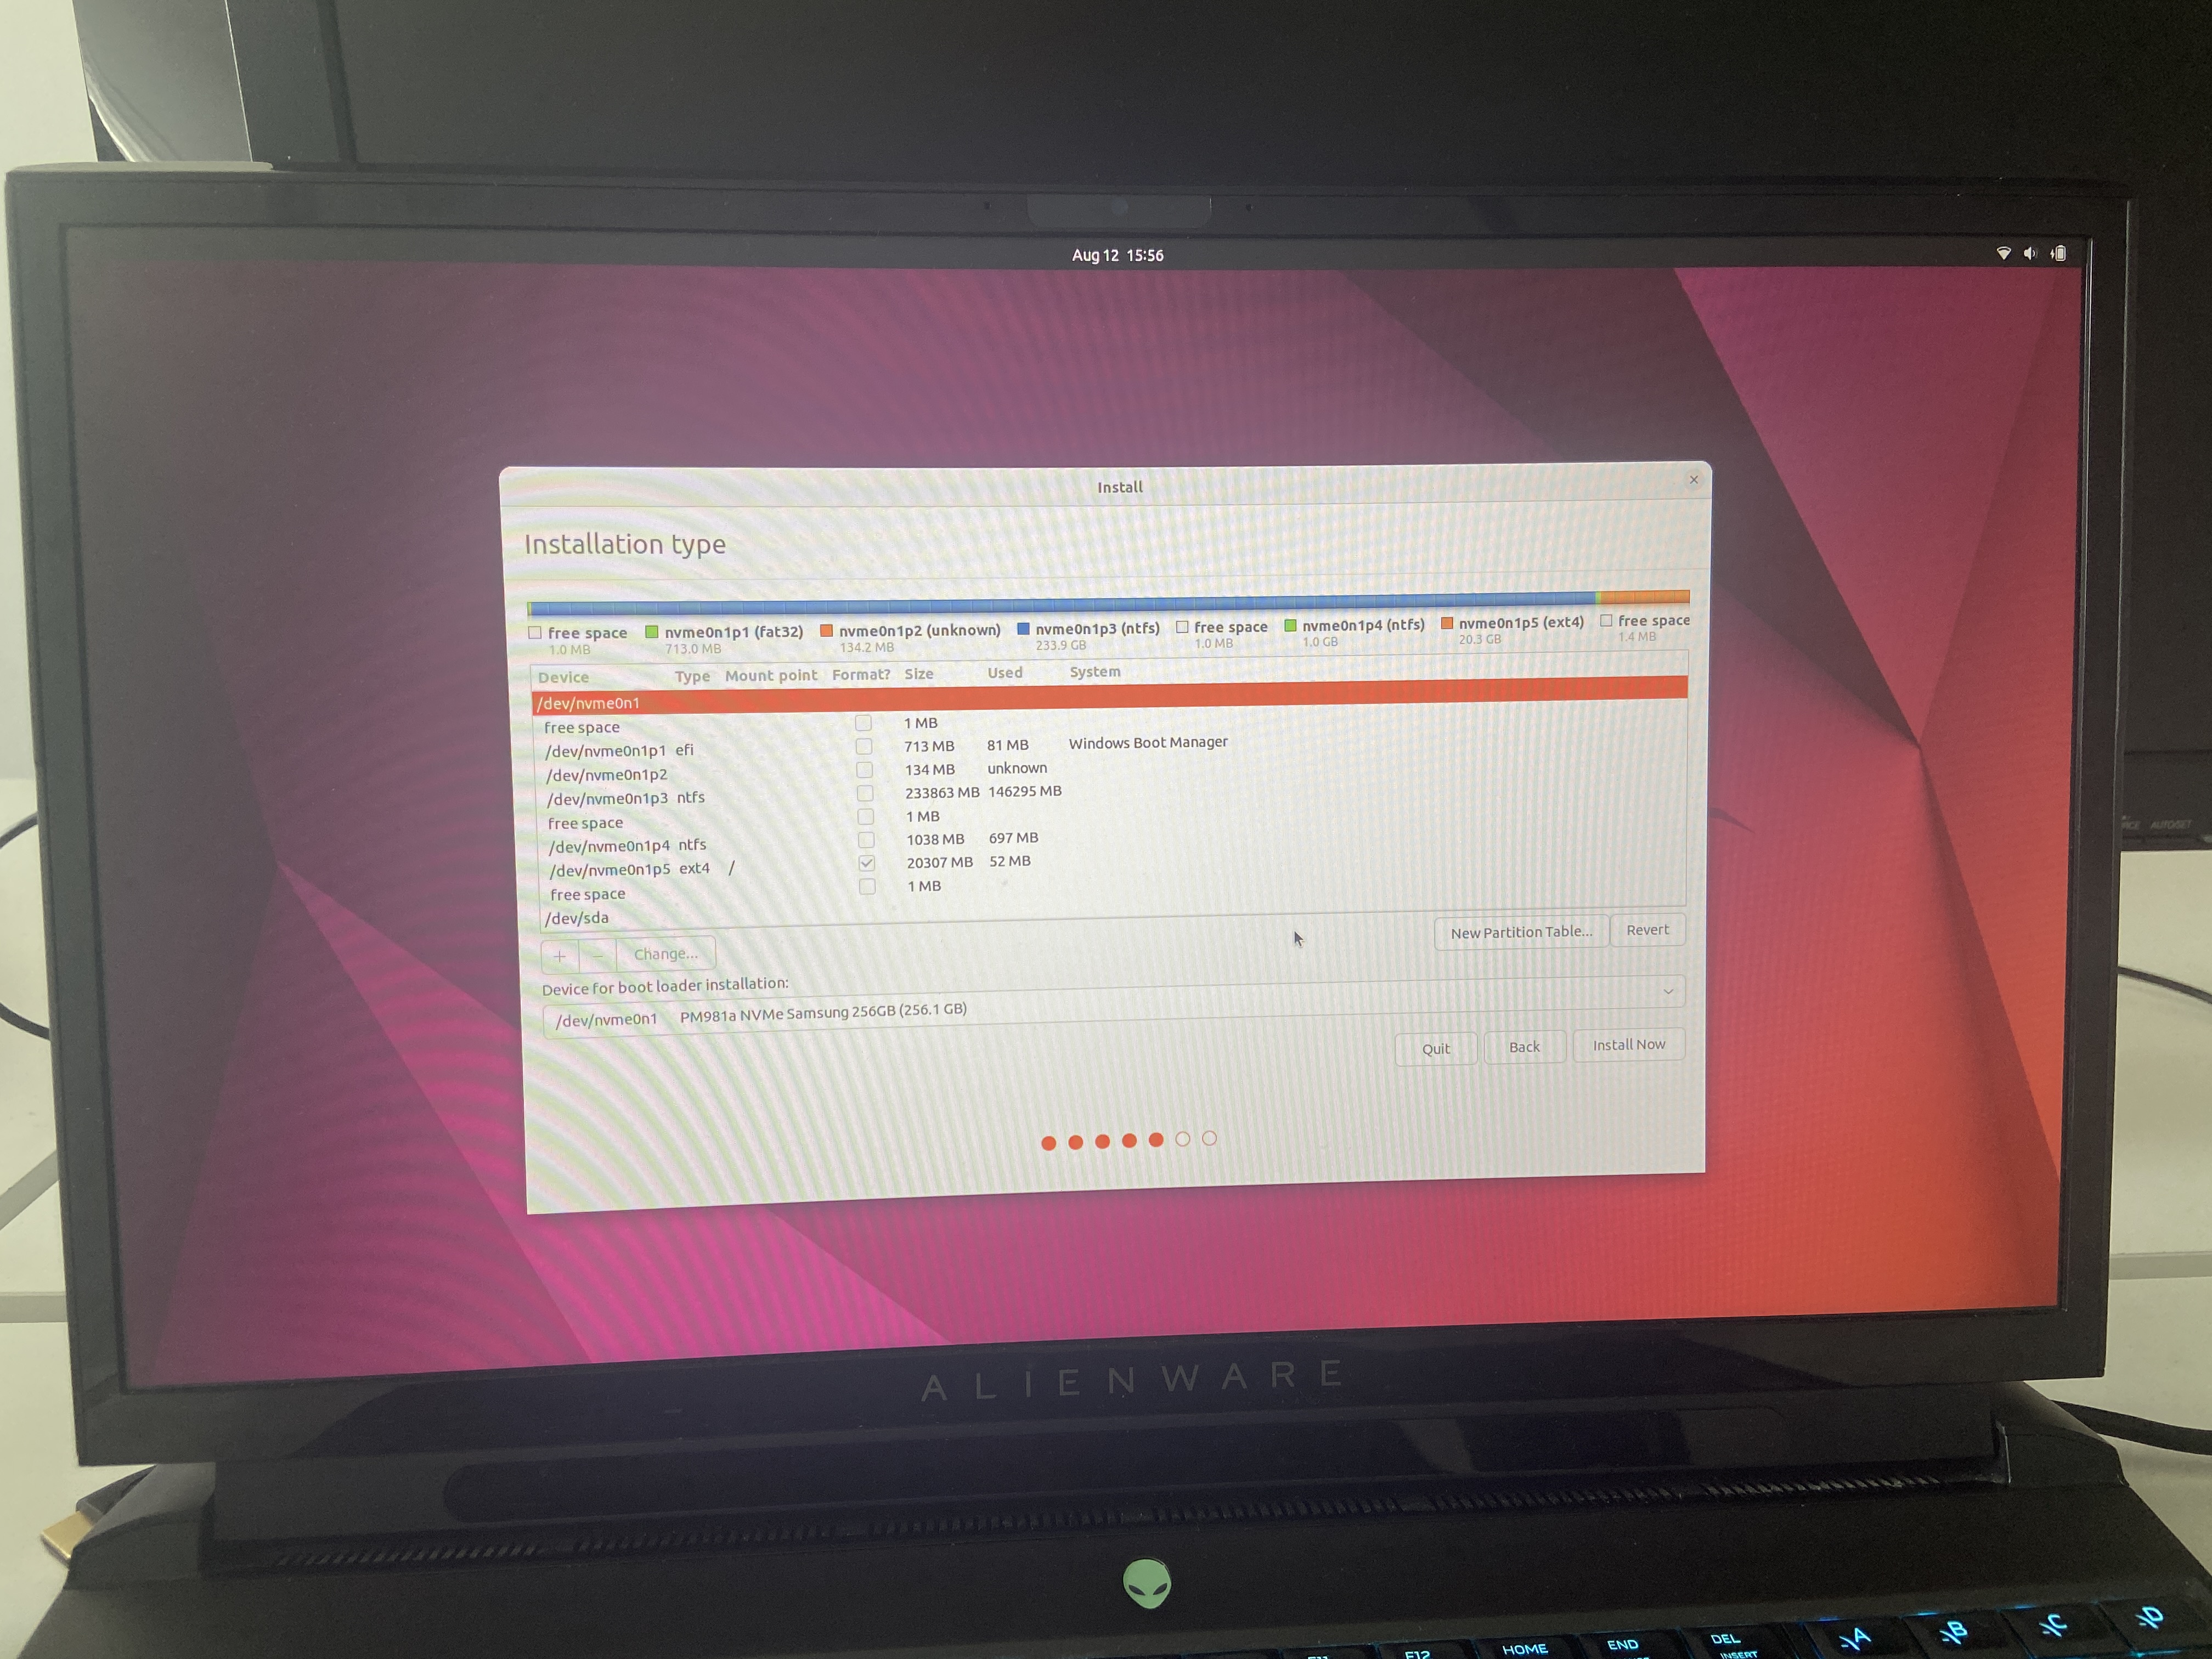 Aug 12 15:56
Install
Installation type
free space nvme0n1p1 (fat32) nvme0n1p2 (unknown) nvme0n1p3 (ntfs) free space nvme0n1p4 (ntfs) nvme0n1p5 (ext4) free space
1.0 MB 713.0 MB 134.2 MB 233.9 GB 1.0 MB 1.0 GB 20.3 GB 1.4 MB
Device Type Mount point Format? Size Used System
/dev/nvme0n1
free space 1 MB
/dev/nvme0n1p1 efi 713 MB 81 MB Windows Boot Manager
/dev/nvme0n1p2 134 MB unknown
/dev/nvme0n1p3 ntfs 233863 MB 146295 MB
free space 1 MB
/dev/nvme0n1p4 ntfs 1038 MB 697 MB
/dev/nvme0n1p5 ext4 / 20307 MB 52 MB
free space 1 MB
/dev/sda
+ − Change... New Partition Table... Revert
Device for boot loader installation:
/dev/nvme0n1 PM981a NVMe Samsung 256GB (256.1 GB)
Quit Back Install Now
ALIENWARE
AUTO/SET
F12 HOME END DEL A B C D
INSERT